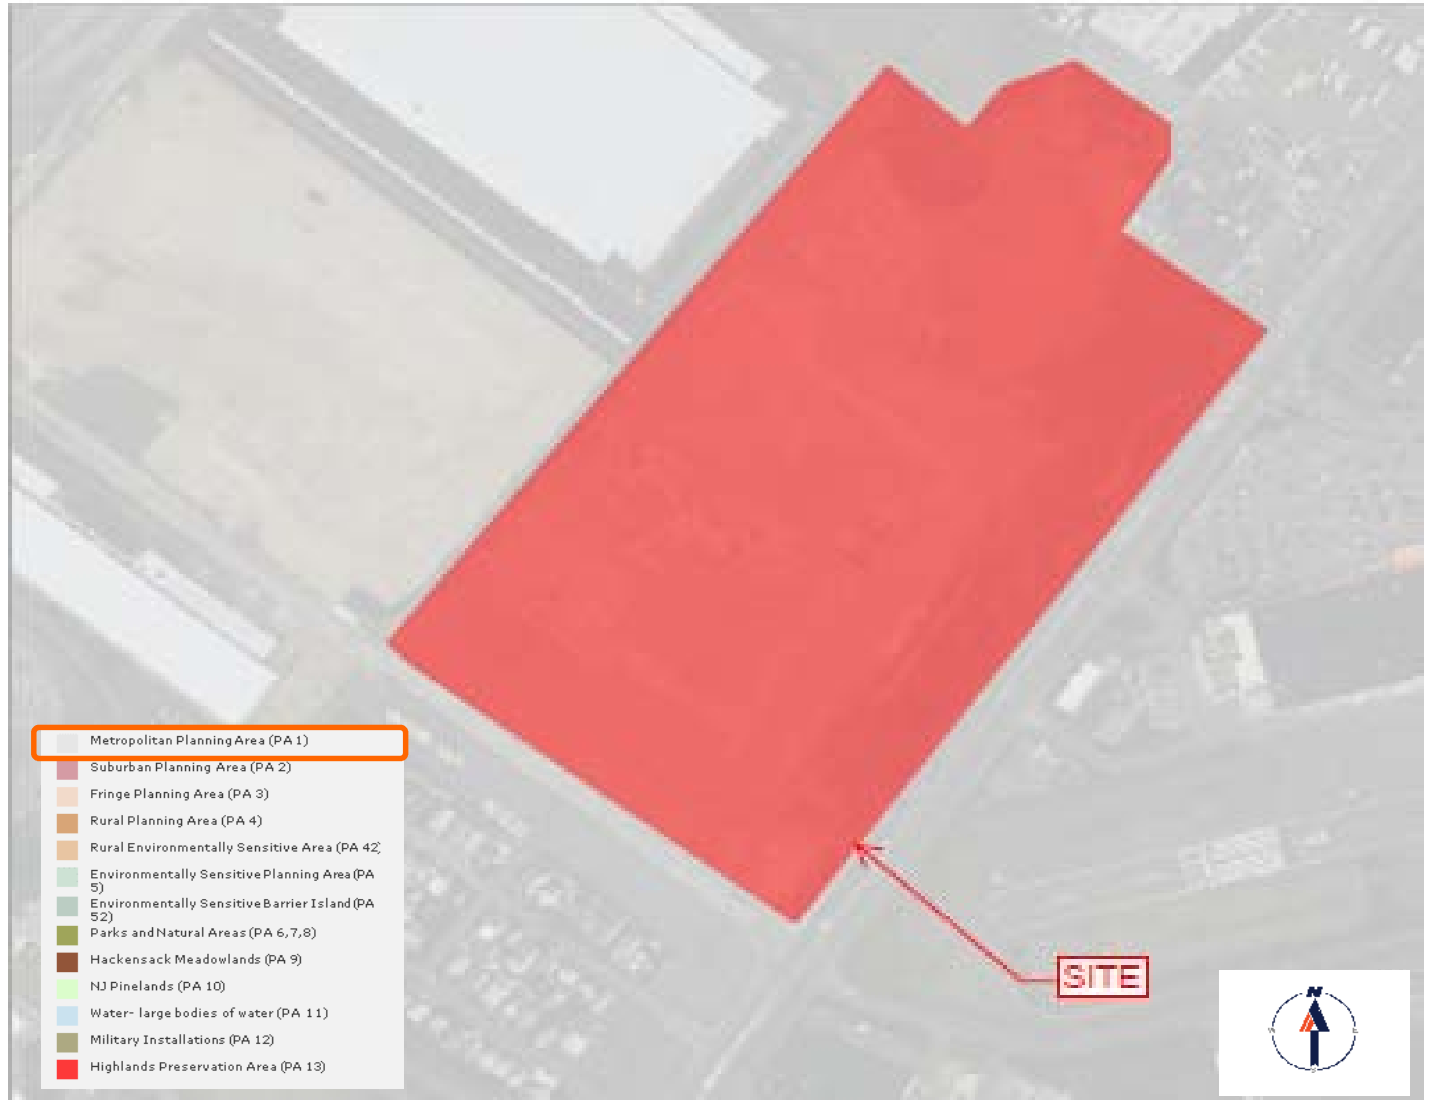 Metropolitan Planning Area (PA 1)
Suburban Planning Area (PA 2)
Fringe Planning Area (PA 3)
Rural Planning Area (PA 4)
Rural Environmentally Sensitive Area (PA 42)
Environmentally Sensitive Planning Area (PA
5)
Environmentally Sensitive Barrier Island (PA
52)
Parks and Natural Areas (PA 6,7,8)
Hackensack Meadowlands (PA 9)
NJ Pinelands (PA 10)
Water- large bodies of water (PA 11)
Military Installations (PA 12)
Highlands Preservation Area (PA 13)
SITE
N